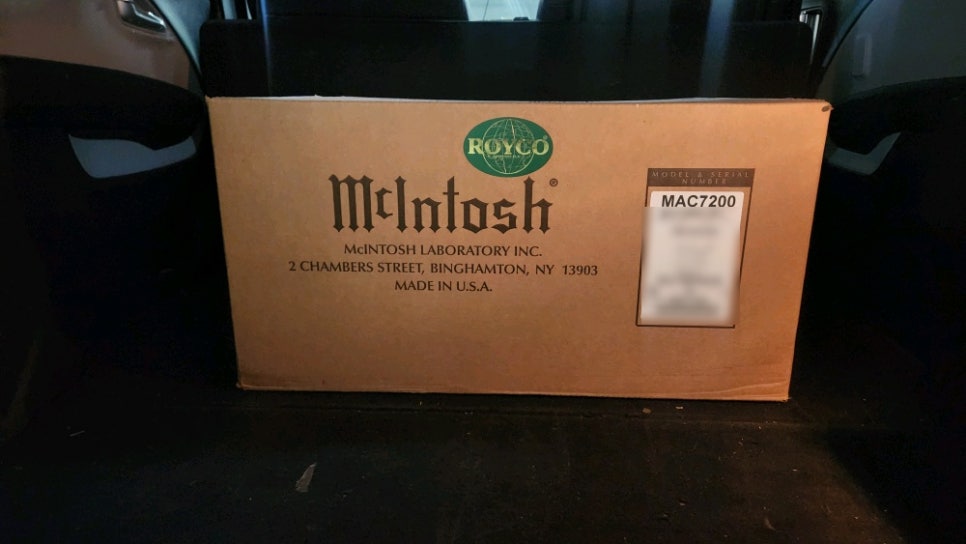 ROYCO
McIntosh®
McINTOSH LABORATORY INC.
2 CHAMBERS STREET, BINGHAMTON, NY 13903
MADE IN U.S.A.
MODEL & SERIAL
NUMBER
MAC7200